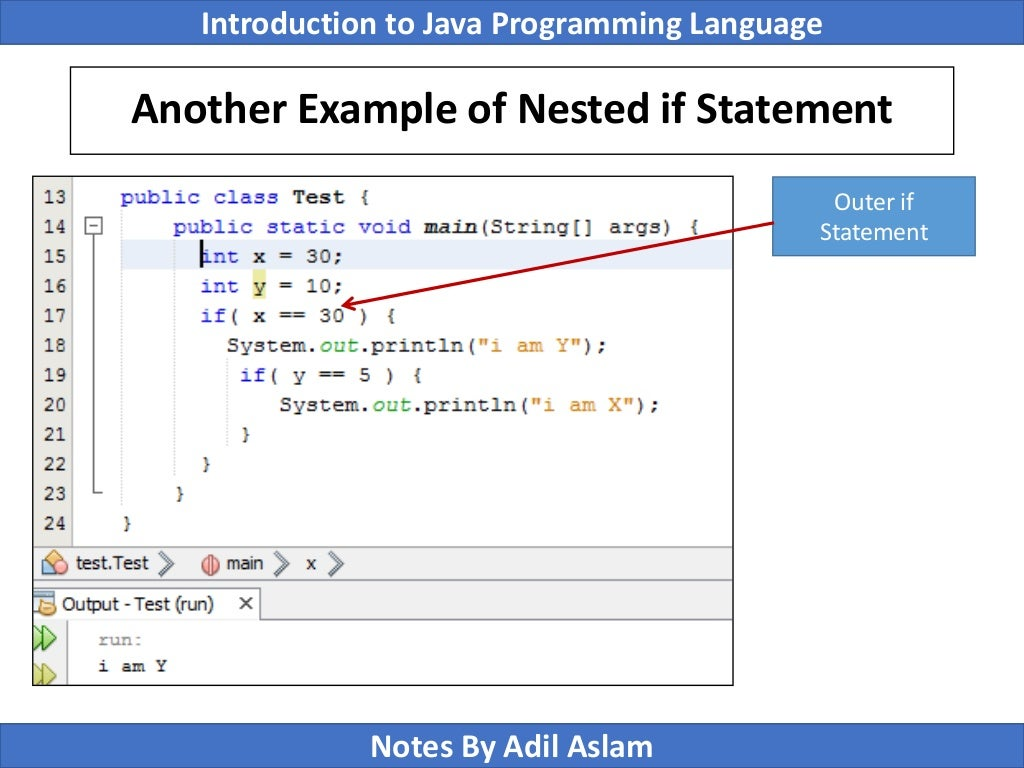 Introduction to Java Programming Language
Another Example of Nested if Statement
13 public class Test {
14 public static void main(String[] args) {
15 int x = 30;
16 int y = 10;
17 if( x == 30 ) {
18 System.out.println("i am Y");
19 if( y == 5 ) {
20 System.out.println("i am X");
21 }
22 }
23 }
24 }
Outer if
Statement
test.Test main x
Output - Test (run)
run:
i am Y
Notes By Adil Aslam